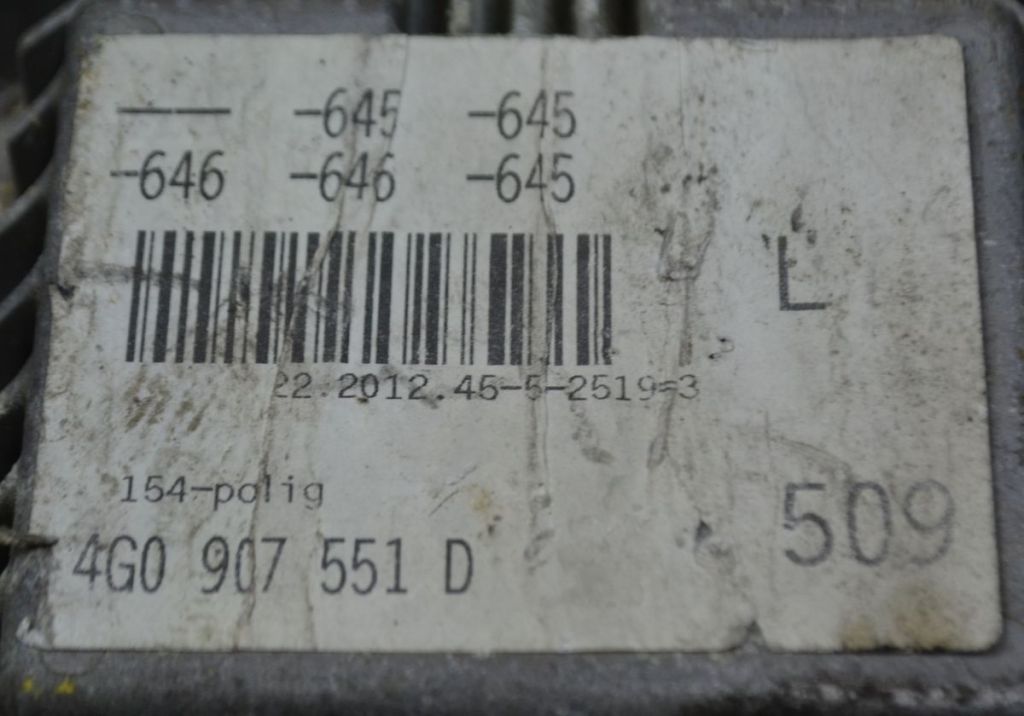 —— -645 -645
-646 -646 -645
L
22.2012.45-5-2519=3
154-polig
509
4G0 907 551 D